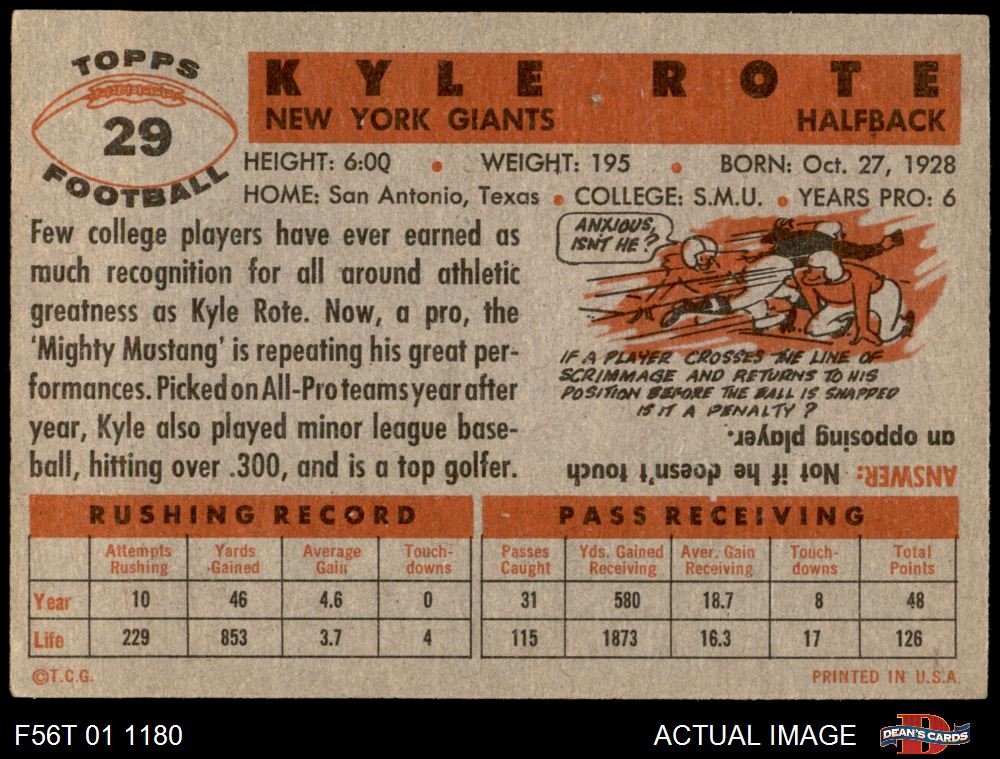 TOPPS
29
FOOTBALL
KYLE ROTE
NEW YORK GIANTS HALFBACK
HEIGHT: 6:00 • WEIGHT: 195 • BORN: Oct. 27, 1928
HOME: San Antonio, Texas • COLLEGE: S.M.U. • YEARS PRO: 6
Few college players have ever earned as
much recognition for all around athletic
greatness as Kyle Rote. Now, a pro, the
'Mighty Mustang' is repeating his great per-
formances. Picked on All-Pro teams year after
year, Kyle also played minor league base-
ball, hitting over .300, and is a top golfer.
ANXIOUS,
ISN'T HE?
IF A PLAYER CROSSES THE LINE OF
SCRIMMAGE AND RETURNS TO HIS
POSITION BEFORE THE BALL IS SNAPPED
IS IT A PENALTY?
ANSWER: Not if he doesn't touch
an opposing player.
RUSHING RECORD
Attempts Rushing Yards Gained Average Gain Touch-downs
Year 10 46 4.6 0
Life 229 853 3.7 4
PASS RECEIVING
Passes Caught Yds. Gained Receiving Aver. Gain Receiving Touch-downs Total Points
31 580 18.7 8 48
115 1873 16.3 17 126
©T.C.G. PRINTED IN U.S.A.
F56T 01 1180 ACTUAL IMAGE DEAN'S CARDS